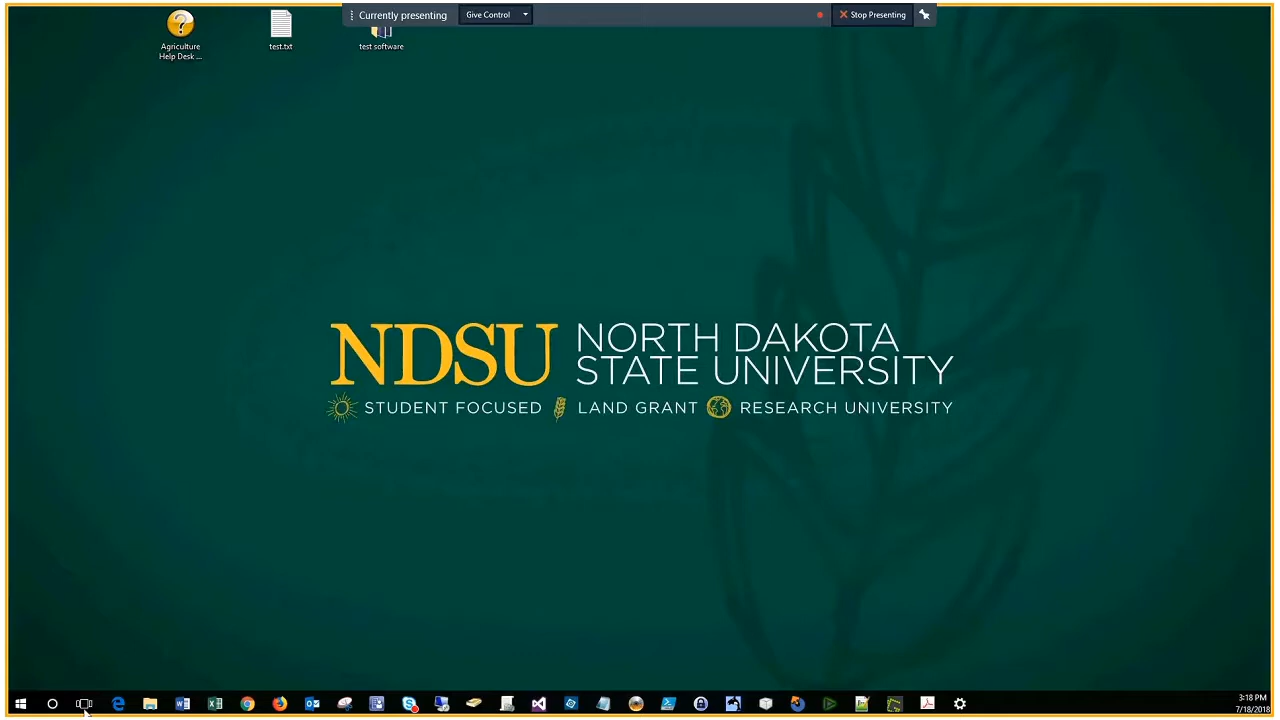 Currently presenting
Give Control
Stop Presenting
Agriculture
Help Desk ...
test.txt
test software
NDSU
NORTH DAKOTA
STATE UNIVERSITY
STUDENT FOCUSED
LAND GRANT
RESEARCH UNIVERSITY
3:18 PM
7/18/2018